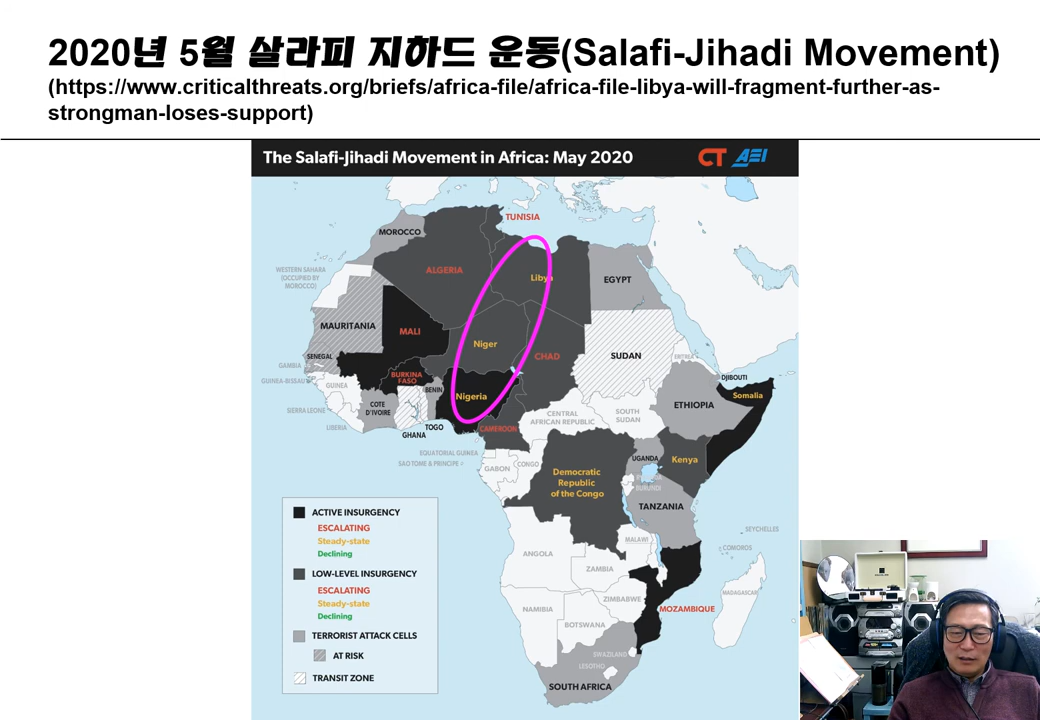 2020년 5월 살라피 지하드 운동(Salafi-Jihadi Movement)
(https://www.criticalthreats.org/briefs/africa-file/africa-file-libya-will-fragment-further-as-
strongman-loses-support)
The Salafi-Jihadi Movement in Africa: May 2020
CT AEI
TUNISIA
MOROCCO
ALGERIA
Libya
EGYPT
WESTERN SAHARA
(OCCUPIED BY
MOROCCO)
MAURITANIA
MALI
Niger
CHAD
SUDAN
ERITREA
SENEGAL
GAMBIA
GUINEA-BISSAU
GUINEA
BURKINA
FASO
BENIN
Nigeria
DJIBOUTI
Somalia
SIERRA LEONE
COTE
D'IVOIRE
LIBERIA
GHANA
TOGO
CAMEROON
CENTRAL
AFRICAN REPUBLIC
SOUTH
SUDAN
ETHIOPIA
EQUATORIAL GUINEA
SAO TOME & PRINCIPE
GABON
CONGO
Democratic
Republic
of the Congo
UGANDA
Kenya
BURUNDI
TANZANIA
SEYCHELLES
COMOROS
ANGOLA
MALAWI
ZAMBIA
MADAGASCAR
ZIMBABWE
MOZAMBIQUE
NAMIBIA
BOTSWANA
SWAZILAND
LESOTHO
SOUTH AFRICA
ACTIVE INSURGENCY
ESCALATING
Steady-state
Declining
LOW-LEVEL INSURGENCY
ESCALATING
Steady-state
Declining
TERRORIST ATTACK CELLS
AT RISK
TRANSIT ZONE